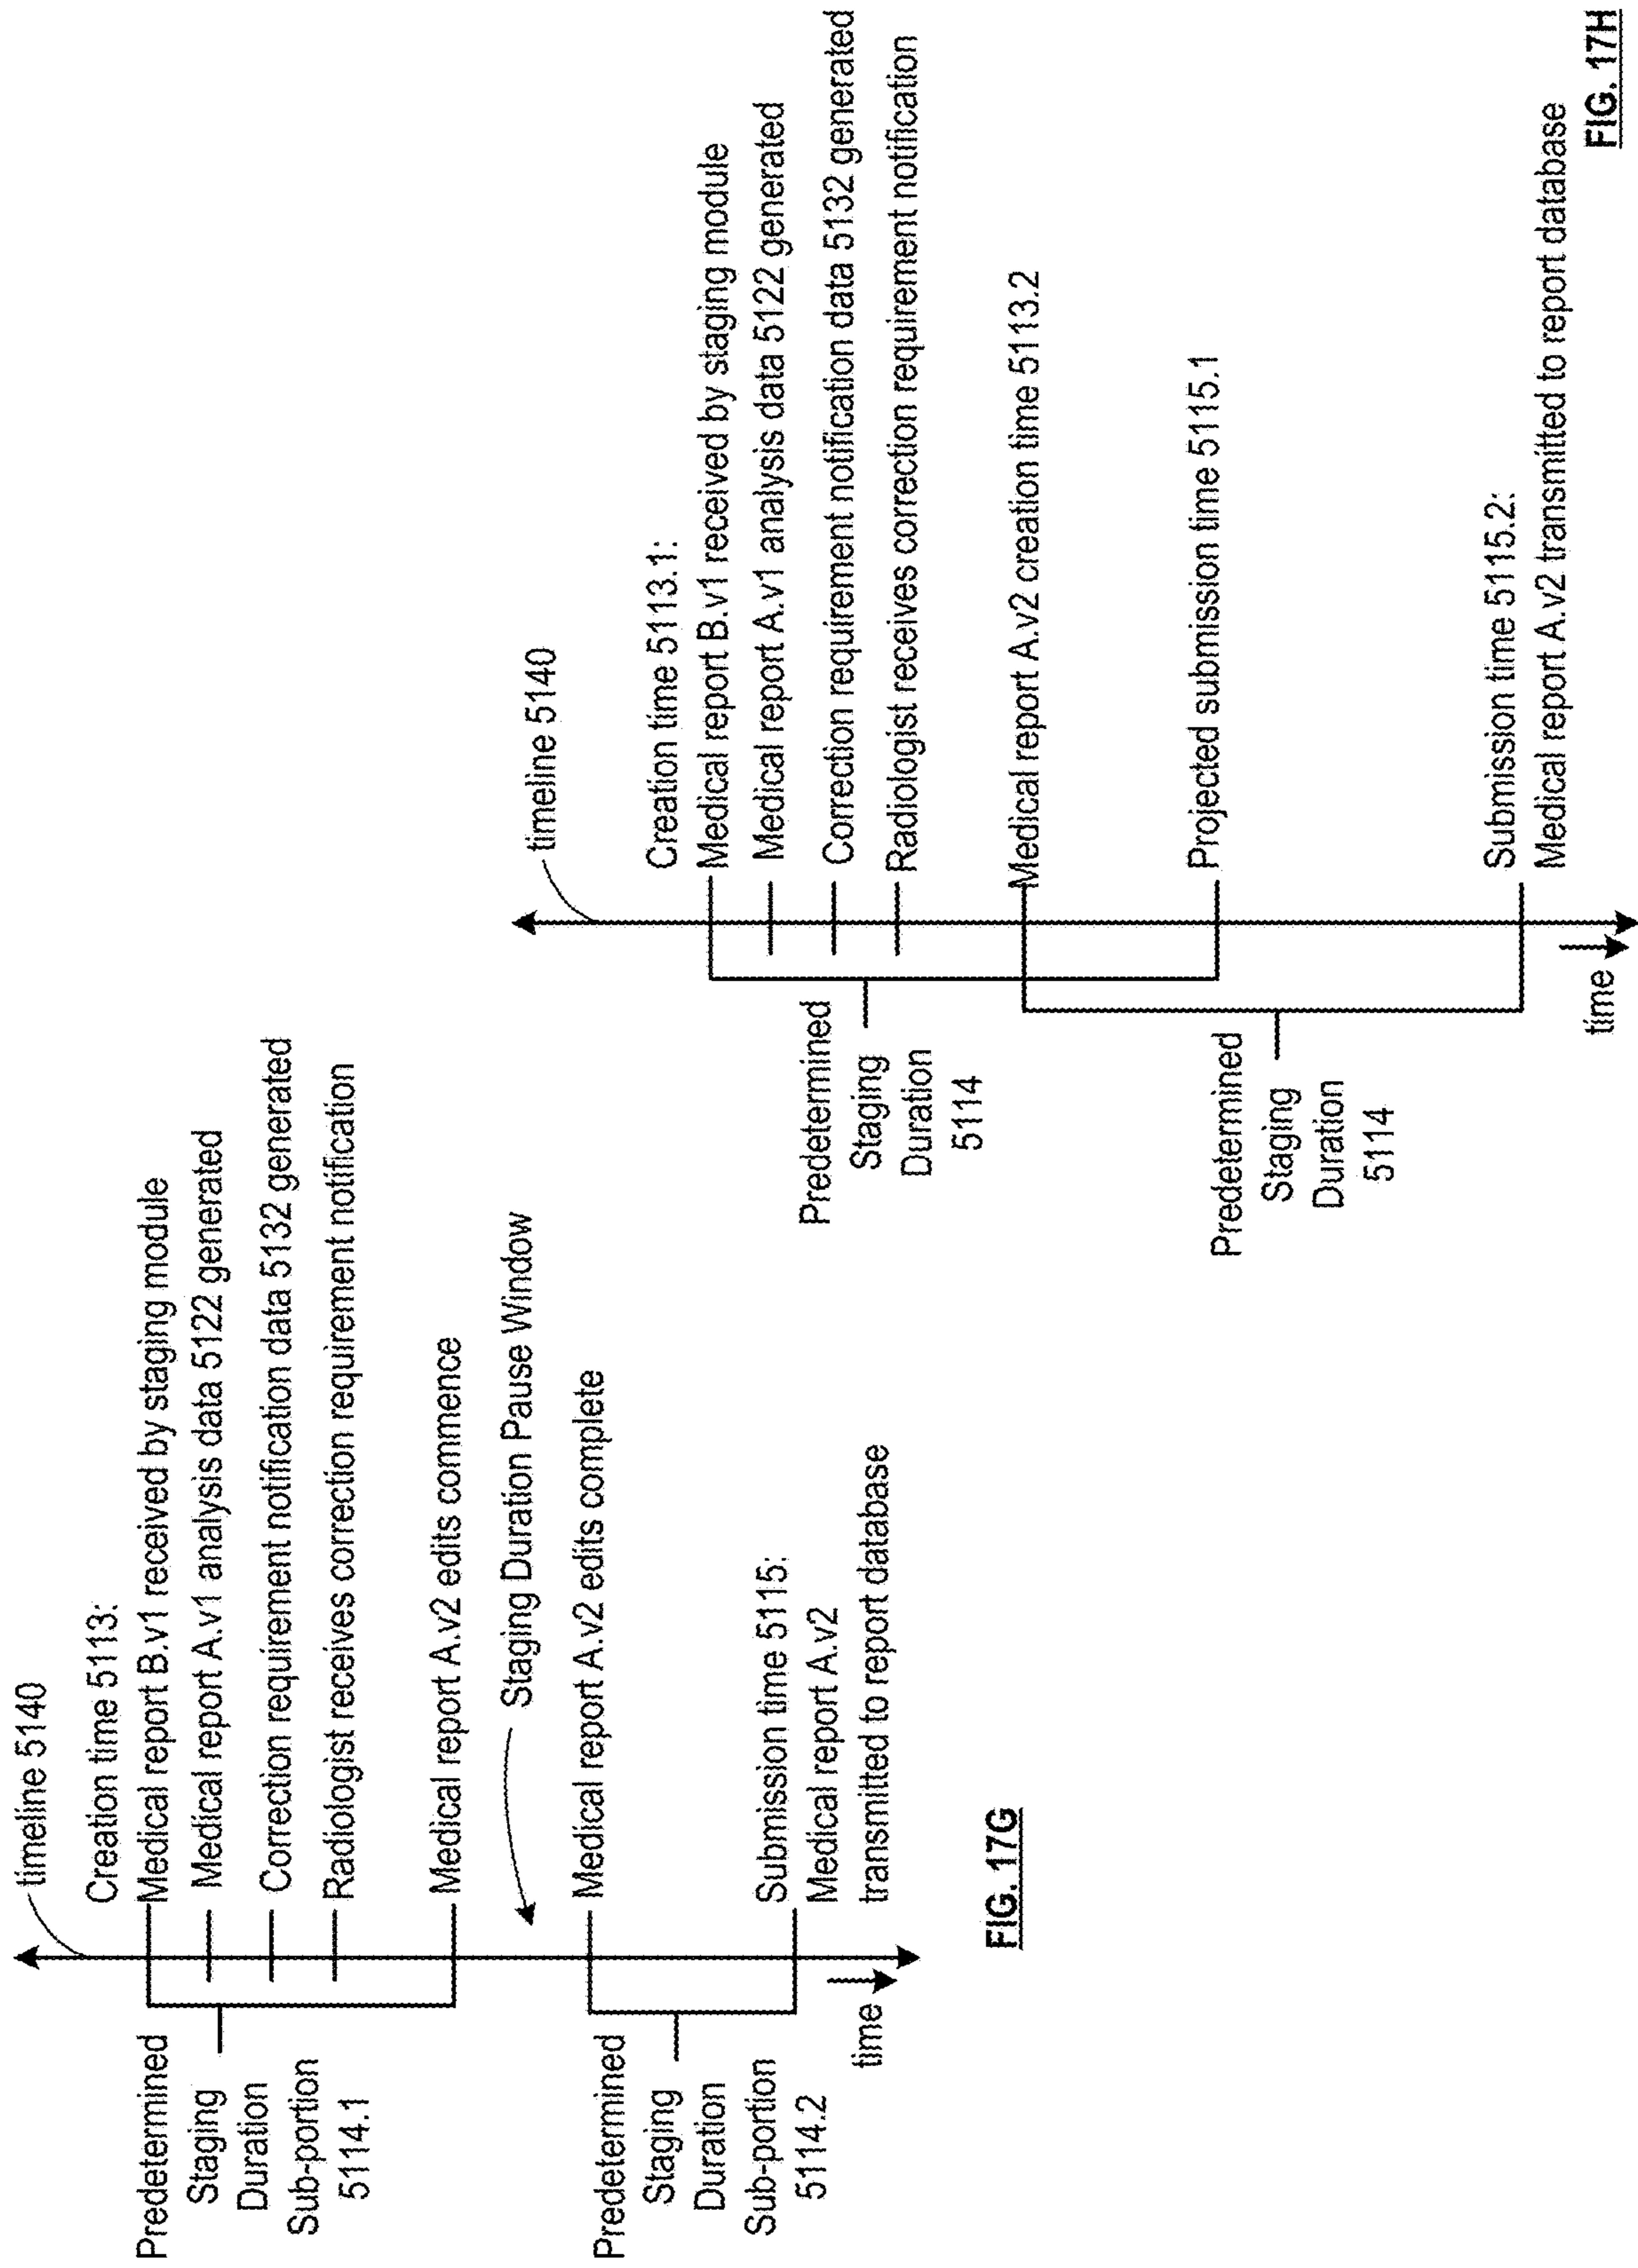 timeline 5140
Creation time 5113:
Medical report B.v1 received by staging module
Medical report A.v1 analysis data 5122 generated
Correction requirement notification data 5132 generated
Radiologist receives correction requirement notification
Medical report A.v2 edits commence
Staging Duration Pause Window
Medical report A.v2 edits complete
Submission time 5115:
Medical report A.v2
transmitted to report database
Predetermined
Staging
Duration
Sub-portion
5114.1
Predetermined
Staging
Duration
Sub-portion
5114.2
time
FIG. 17G
timeline 5140
Creation time 5113.1:
Medical report B.v1 received by staging module
Medical report A.v1 analysis data 5122 generated
Correction requirement notification data 5132 generated
Radiologist receives correction requirement notification
Medical report A.v2 creation time 5113.2
Projected submission time 5115.1
Submission time 5115.2:
Medical report A.v2 transmitted to report database
Predetermined
Staging
Duration
5114
Predetermined
Staging
Duration
5114
time
FIG. 17H